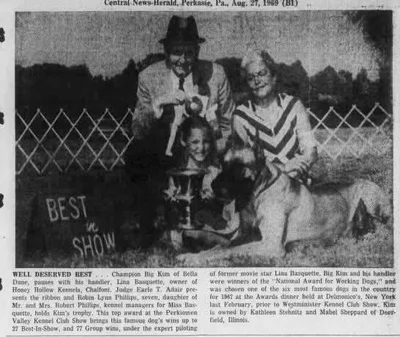 Central News-Herald, Perkasie, Pa., Aug. 27, 1969 (B1)
BEST
in
SHOW
WELL DESERVED BEST . . . Champion Big Kim of Bella
Dane, pauses with his handler, Lina Basquette, owner of
Honey Hollow Kennels, Chalfont. Judge Earle T. Adair pre-
sents the ribbon and Robin Lynn Phillips, seven, daughter of
Mr. and Mrs. Robert Phillips, kennel managers for Miss Bas-
quette, holds Kim's trophy. This top award at the Perkiomen
Valley Kennel Club Show brings this famous dog's wins up to
27 Best-In-Show, and 77 Group wins, under the expert piloting
of former movie star Lina Basquette. Big Kim and his handler
were winners of the "National Award for Working Dogs," and
was chosen one of the six most famous dogs in the country
for 1967 at the Awards dinner held at Delmonico's, New York
last February, prior to Westminister Kennel Club Show. Kim
is owned by Kathleen Stebnitz and Mabel Sheppard of Deer-
field, Illinois.